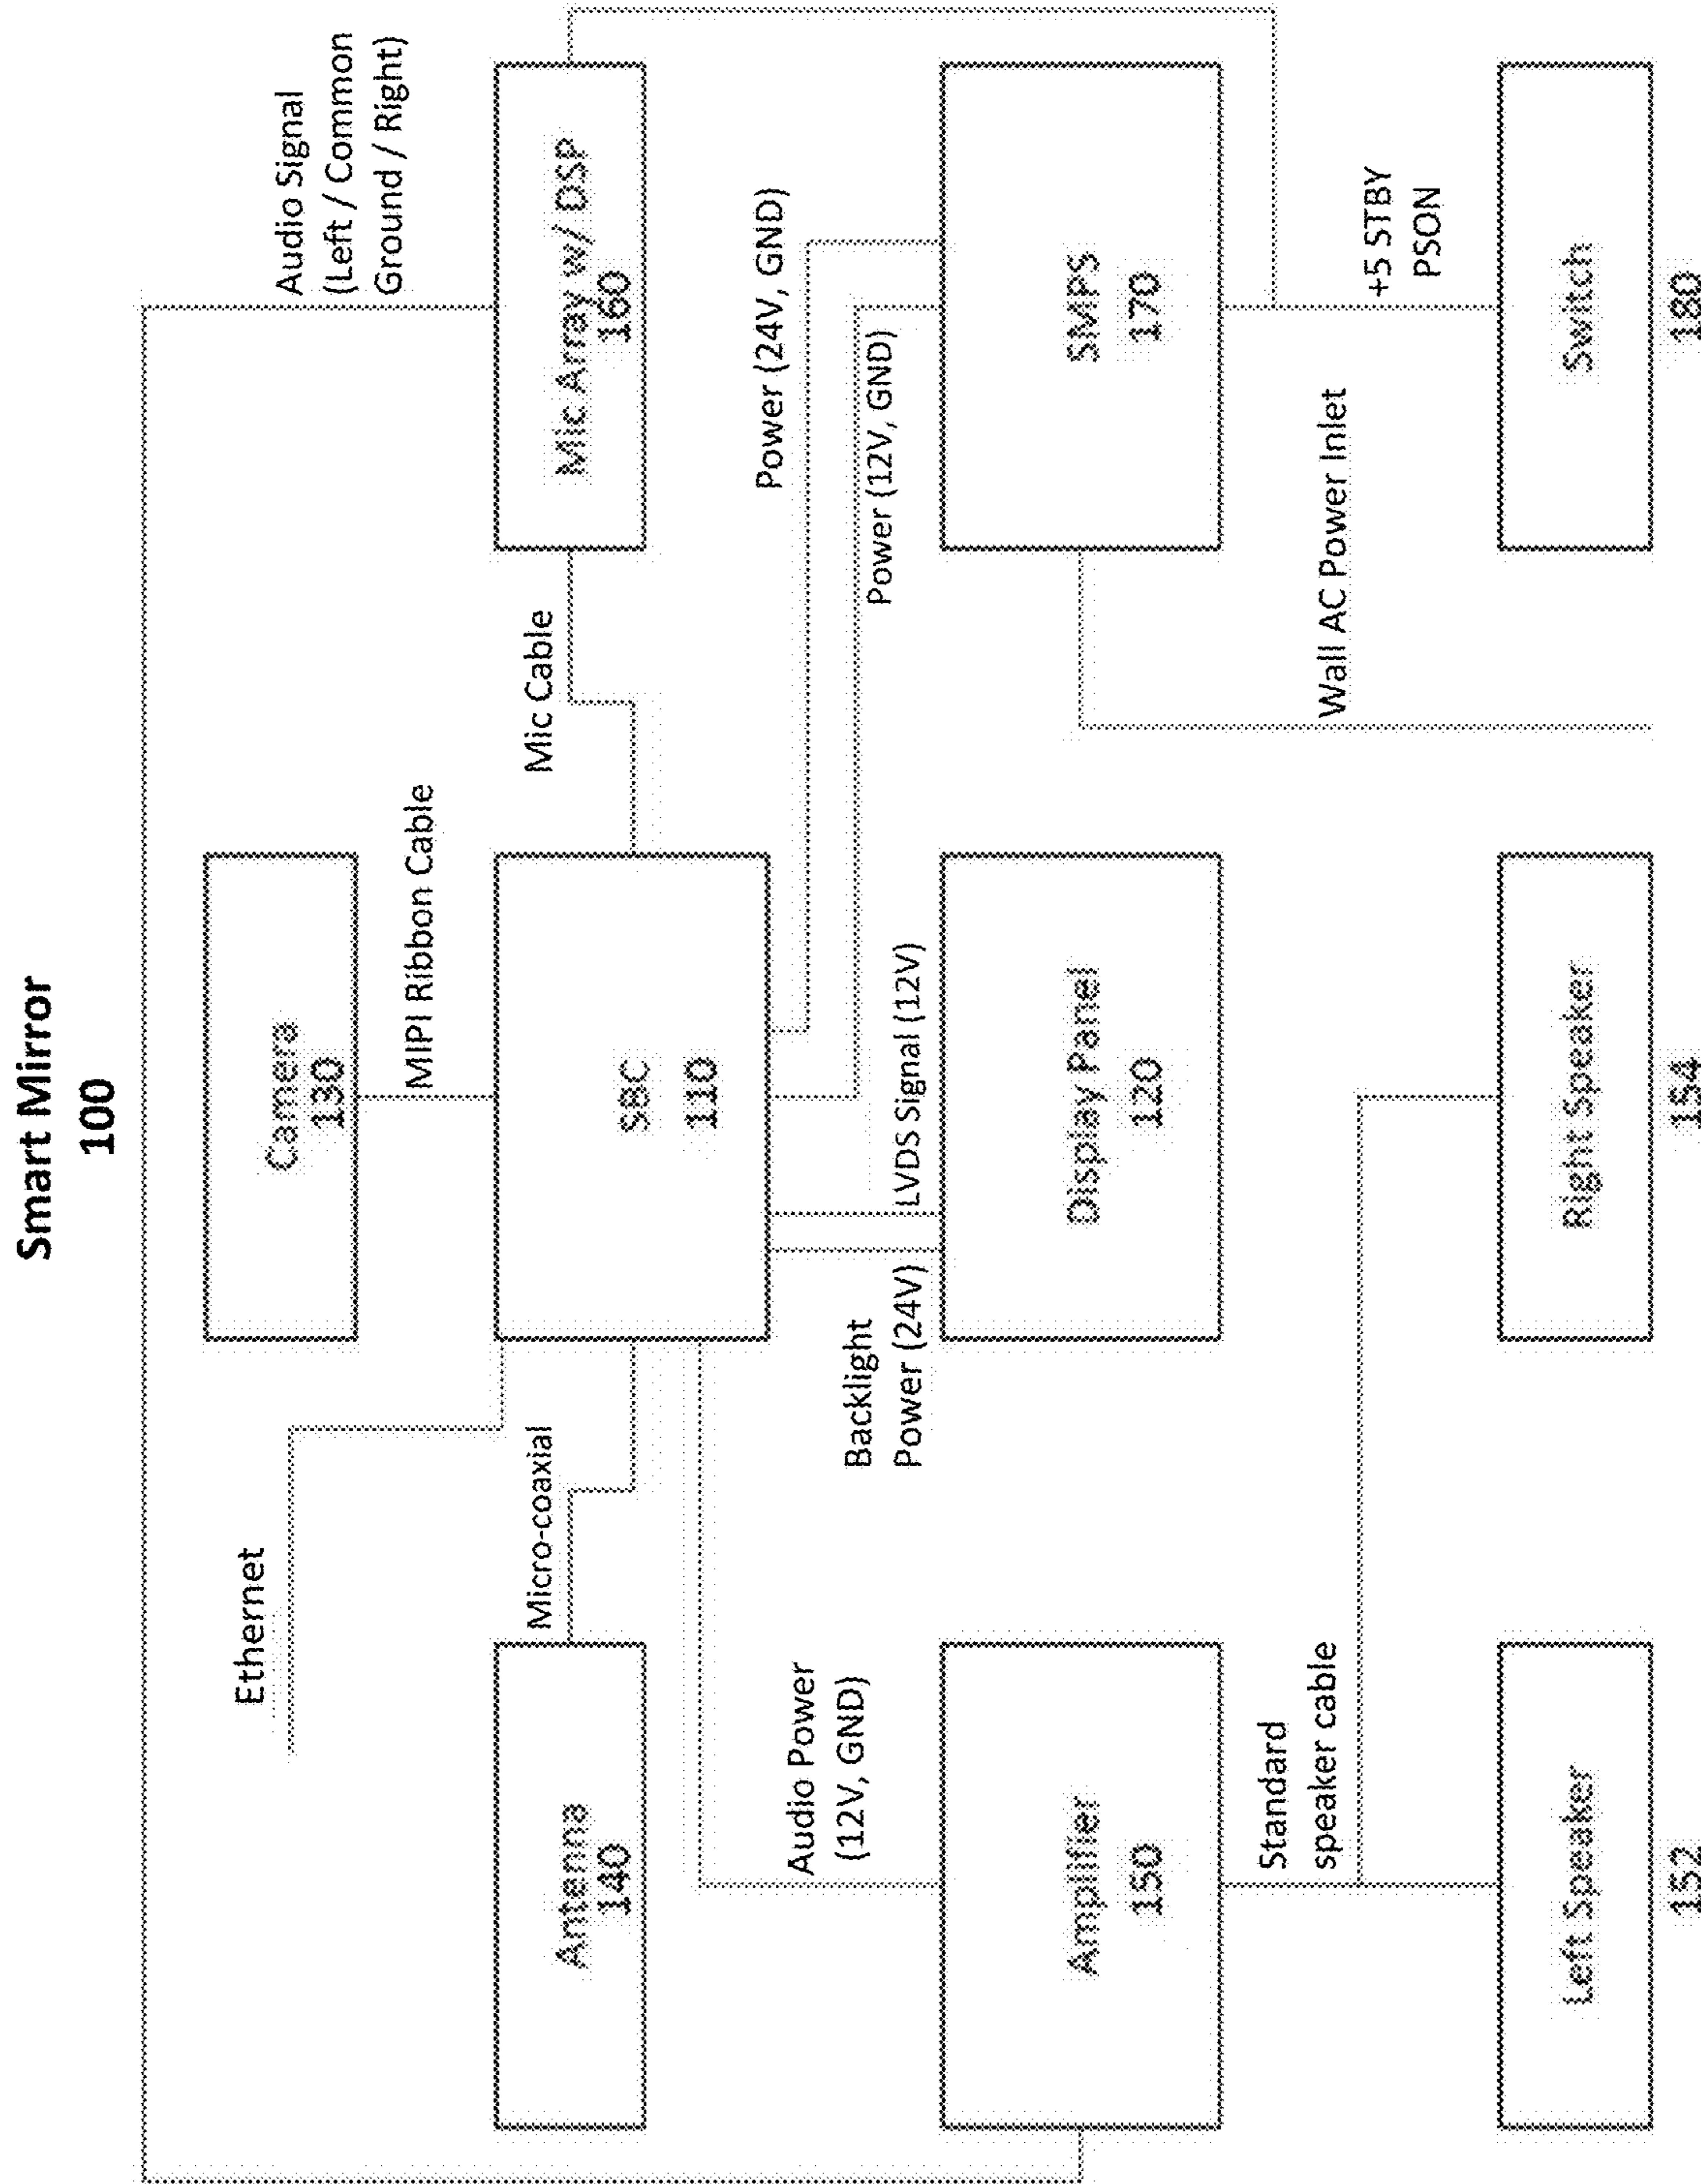 Smart Mirror
100
Audio Signal
(Left / Common
Ground / Right)
Ethernet
Camera
130
MIPI Ribbon Cable
Micro-coaxial
Mic Cable
Antenna
140
SBC
110
Mic Array w/ DSP
160
Audio Power
(12V, GND)
Backlight
Power (24V)
LVDS Signal (12V)
Power (24V, GND)
Power (12V, GND)
Amplifier
150
Display Panel
120
SMPS
170
Standard
speaker cable
Wall AC Power Inlet
+5 STBY
PSON
Left Speaker
152
Right Speaker
154
Switch
180